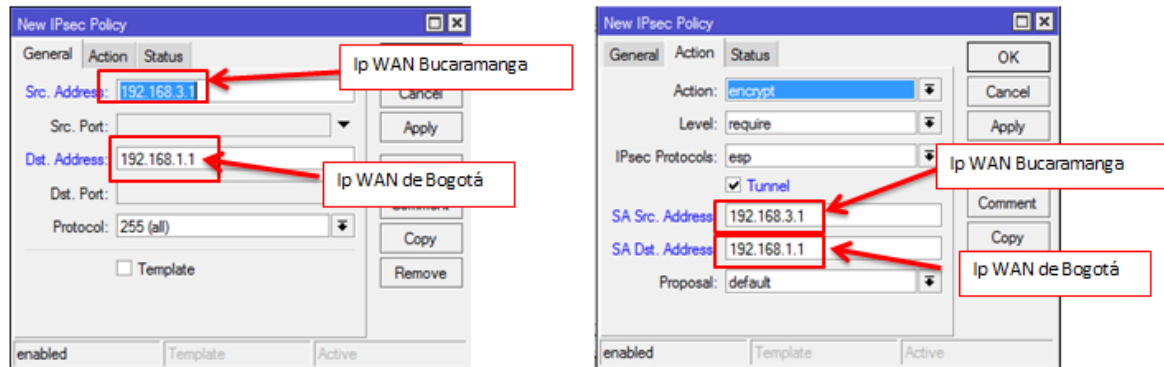 New IPsec Policy
General Action Status
Src. Address: 192.168.3.1
Src. Port:
Dst. Address: 192.168.1.1
Dst. Port:
Protocol: 255 (all)
Template
Cancel
Apply
Comment
Copy
Remove
enabled Template Active
Ip WAN Bucaramanga
Ip WAN de Bogotá
New IPsec Policy
General Action Status
Action: encrypt
Level: require
IPsec Protocols: esp
Tunnel
SA Src. Address 192.168.3.1
SA Dst. Address 192.168.1.1
Proposal: default
OK
Cancel
Apply
Comment
Copy
enabled Template Active
Ip WAN Bucaramanga
Ip WAN de Bogotá